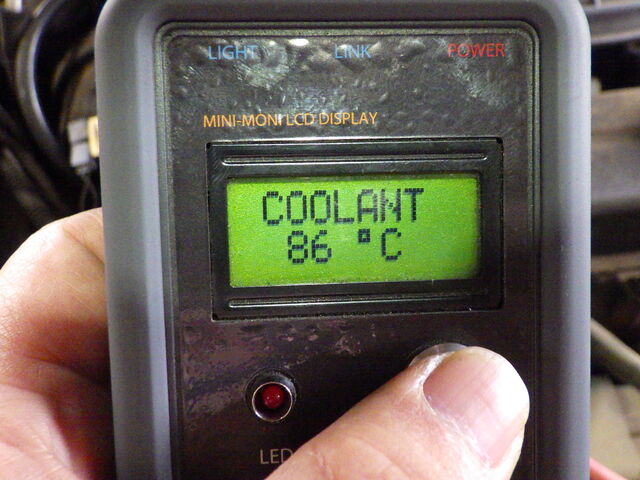 LIGHT LINK POWER
MINI-MONI LCD DISPLAY
COOLANT
86 °C
LED